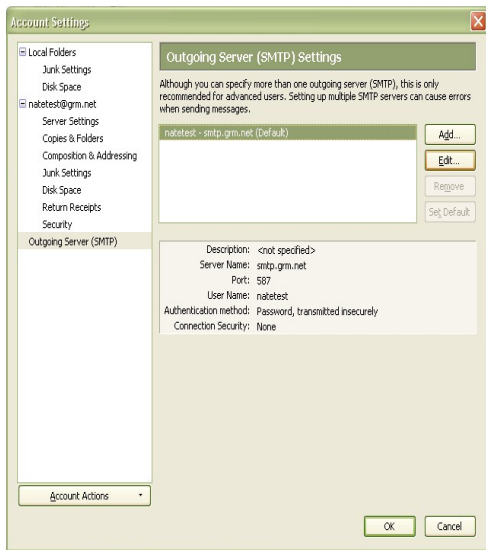 Account Settings
Local Folders
Junk Settings
Disk Space
natetest@grm.net
Server Settings
Copies & Folders
Composition & Addressing
Junk Settings
Disk Space
Return Receipts
Security
Outgoing Server (SMTP)
Account Actions
Outgoing Server (SMTP) Settings
Although you can specify more than one outgoing server (SMTP), this is only
recommended for advanced users. Setting up multiple SMTP servers can cause errors
when sending messages.
natetest - smtp.grm.net (Default)
Add...
Edit...
Remove
Set Default
Description: <not specified>
Server Name: smtp.grm.net
Port: 587
User Name: natetest
Authentication method: Password, transmitted insecurely
Connection Security: None
OK
Cancel